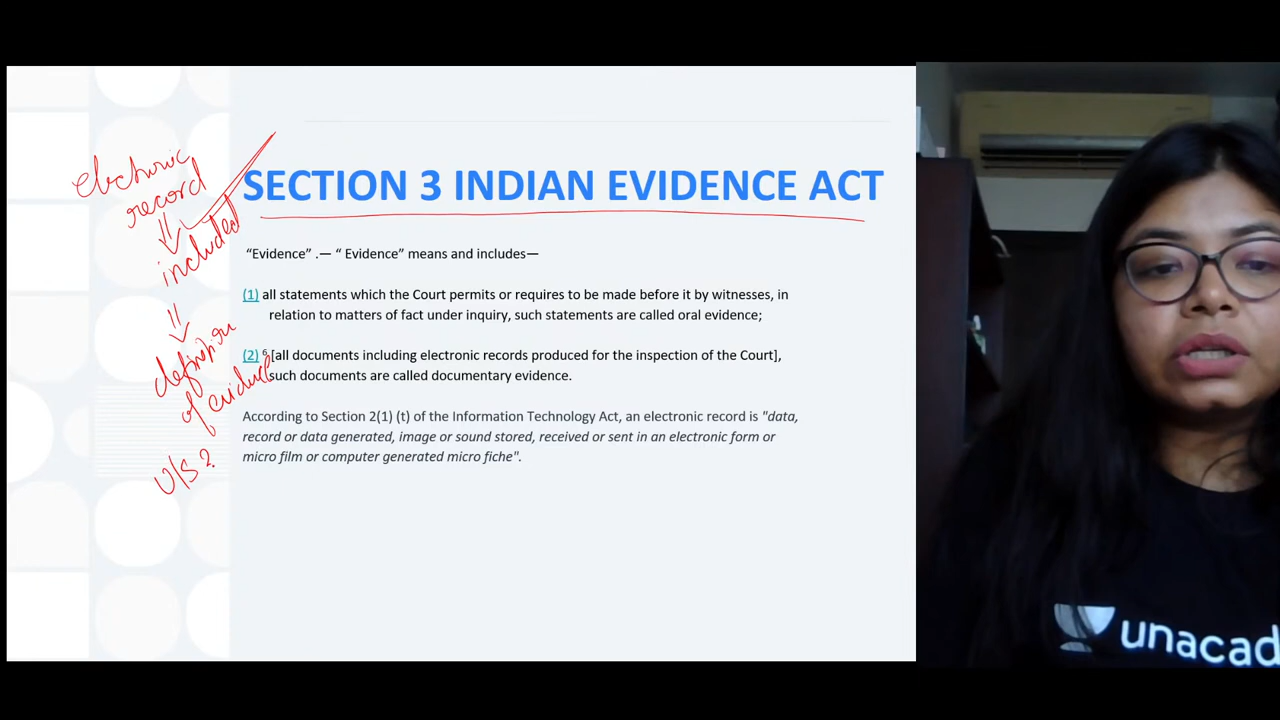 SECTION 3 INDIAN EVIDENCE ACT
“Evidence” .— “ Evidence” means and includes—
(1) all statements which the Court permits or requires to be made before it by witnesses, in
relation to matters of fact under inquiry, such statements are called oral evidence;
(2) 6 [all documents including electronic records produced for the inspection of the Court],
such documents are called documentary evidence.
According to Section 2(1) (t) of the Information Technology Act, an electronic record is "data,
record or data generated, image or sound stored, received or sent in an electronic form or
micro film or computer generated micro fiche".
electronic
record
included
definition
of evidence
U/S 2
unacad